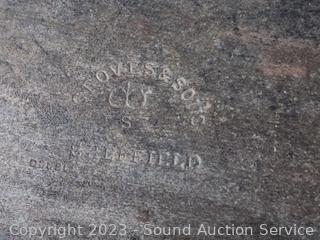 GROVES & SONS
S
SHEFFIELD
Copyright 2023 - Sound Auction Service